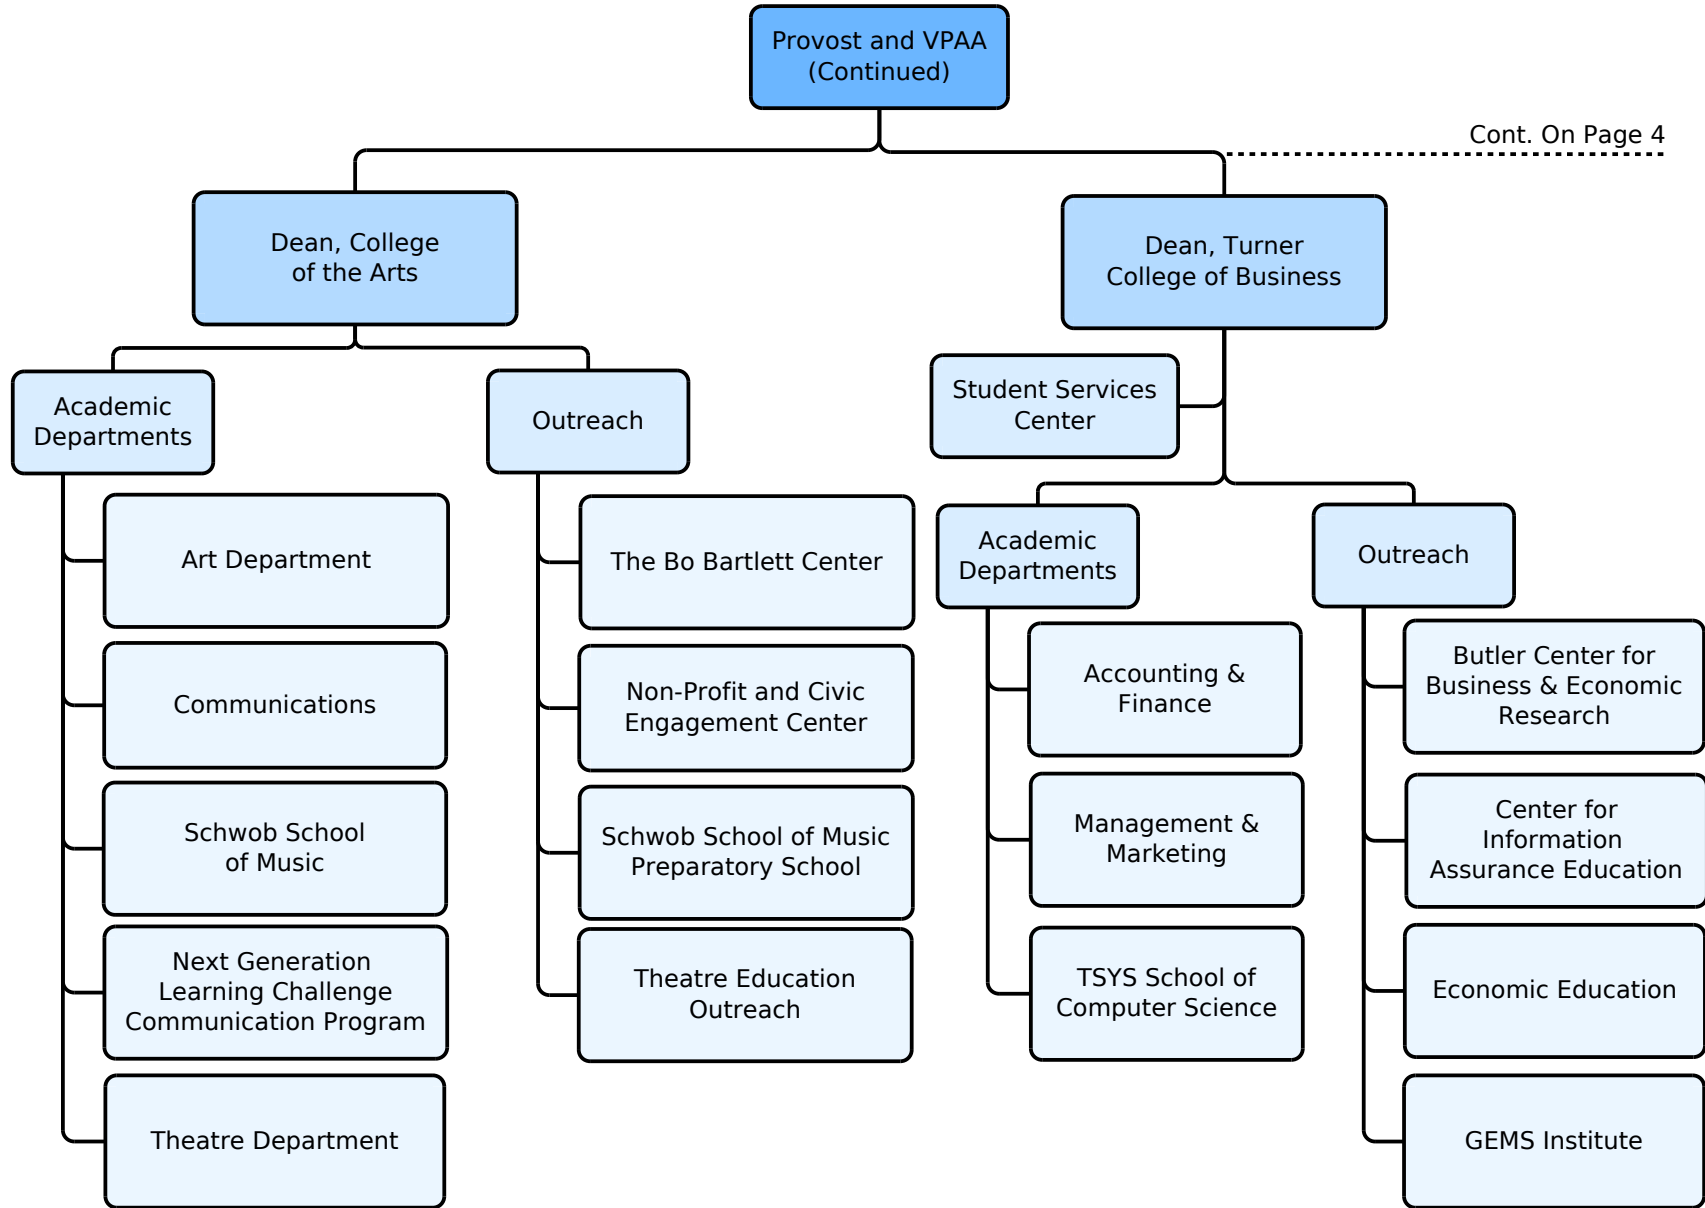 Provost and VPAA
(Continued)
Cont. On Page 4
Dean, College
of the Arts
Dean, Turner
College of Business
Academic
Departments
Outreach
Student Services
Center
Art Department
Communications
Schwob School
of Music
Next Generation
Learning Challenge
Communication Program
Theatre Department
The Bo Bartlett Center
Non-Profit and Civic
Engagement Center
Schwob School of Music
Preparatory School
Theatre Education
Outreach
Academic
Departments
Outreach
Accounting &
Finance
Management &
Marketing
TSYS School of
Computer Science
Butler Center for
Business & Economic
Research
Center for
Information
Assurance Education
Economic Education
GEMS Institute